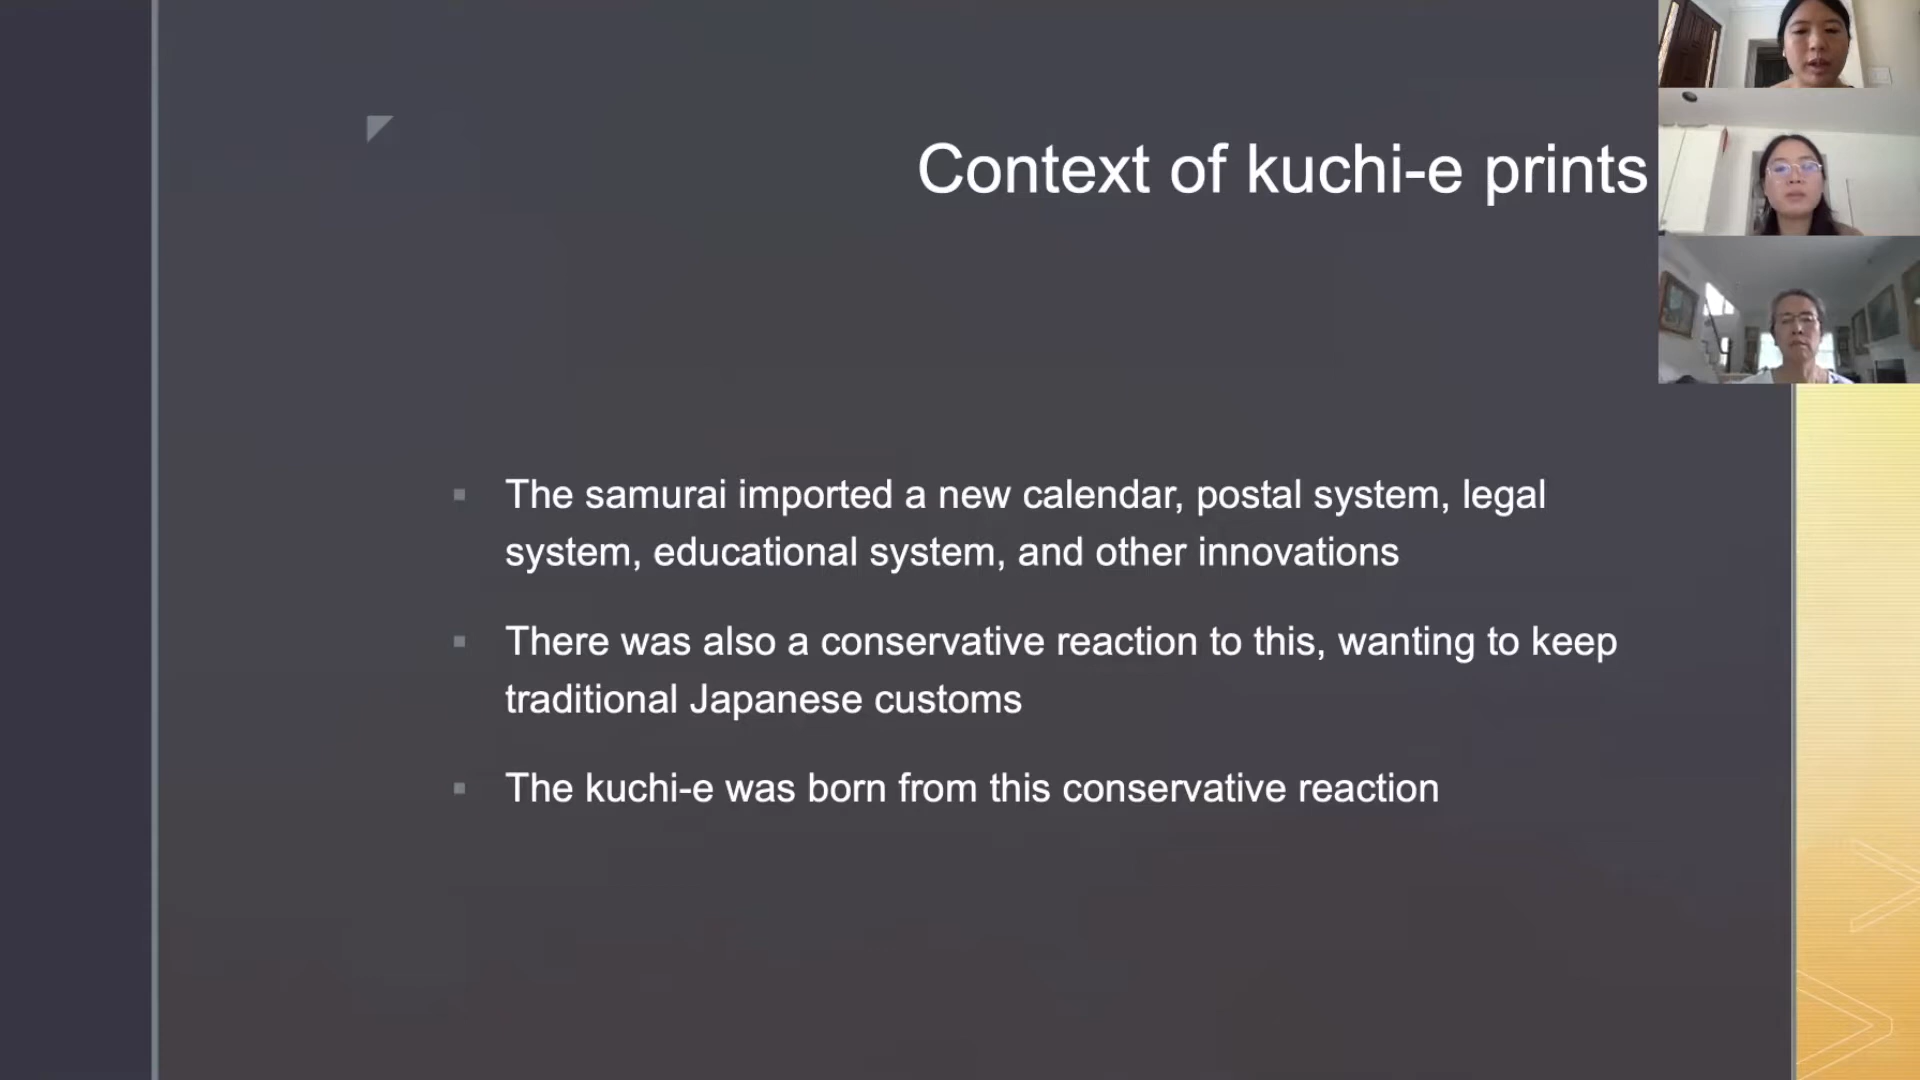 Context of kuchi-e prints
The samurai imported a new calendar, postal system, legal
system, educational system, and other innovations
There was also a conservative reaction to this, wanting to keep
traditional Japanese customs
The kuchi-e was born from this conservative reaction